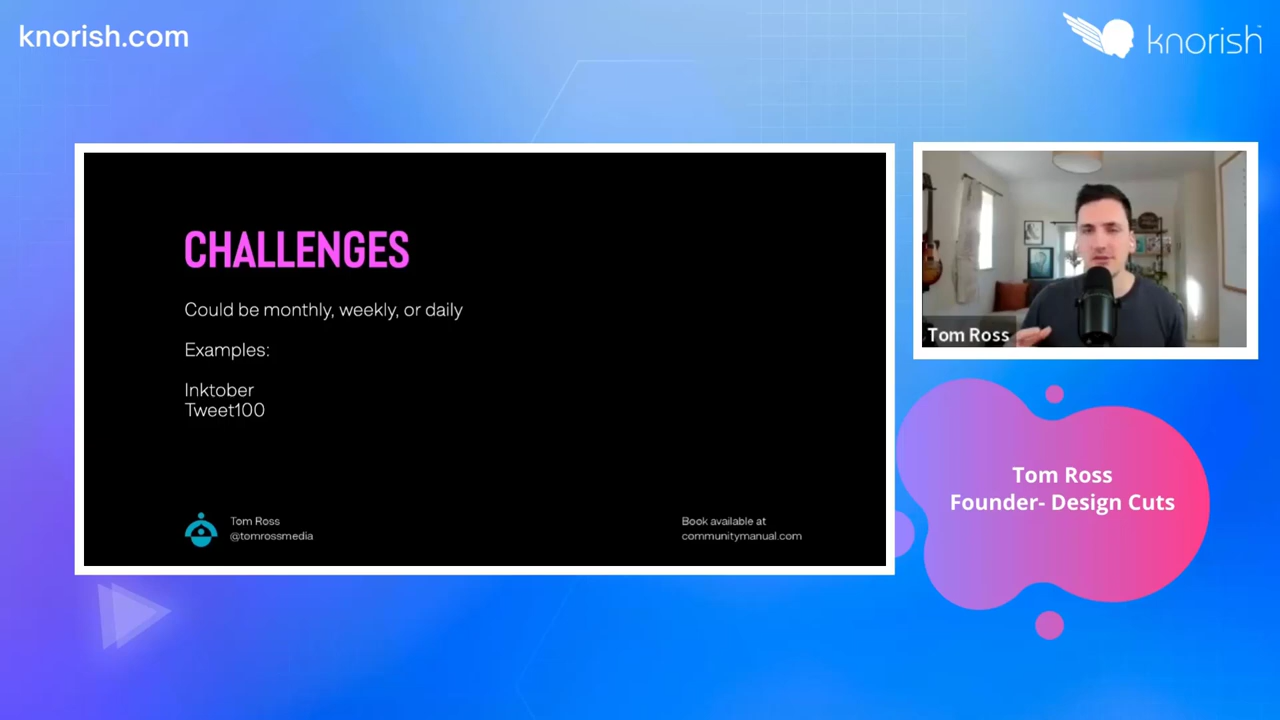 knorish.com
knorish
CHALLENGES
Could be monthly, weekly, or daily
Examples:
Inktober
Tweet100
Tom Ross
@tomrossmedia
Book available at
communitymanual.com
Tom Ross
Tom Ross
Founder- Design Cuts